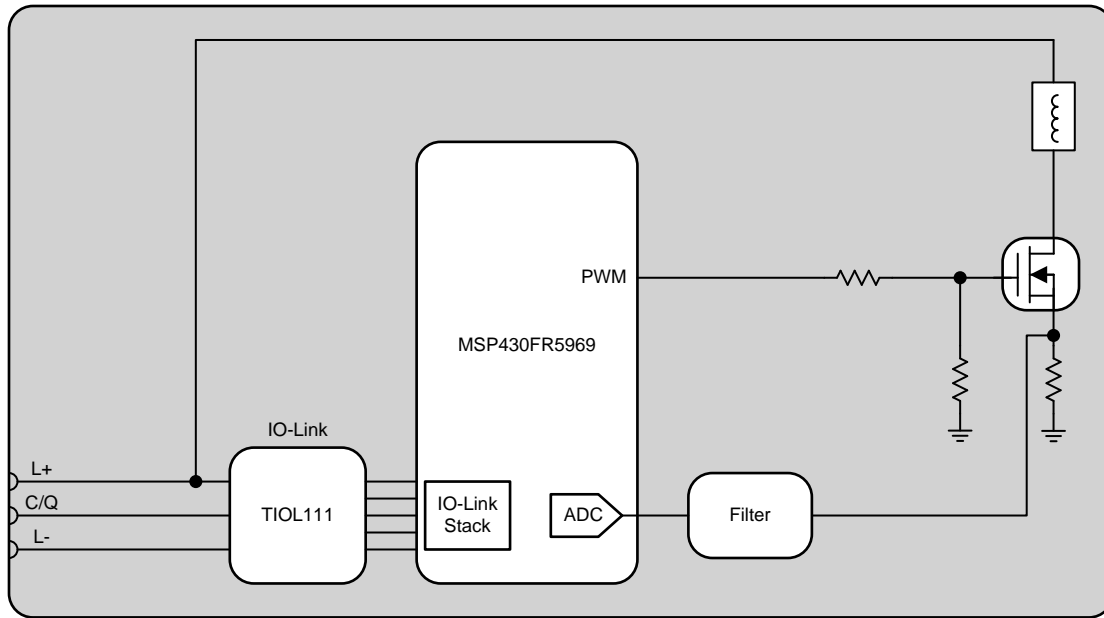 PWM
MSP430FR5969
IO-Link
L+
C/Q
L-
TIOL111
IO-Link
Stack
ADC
Filter